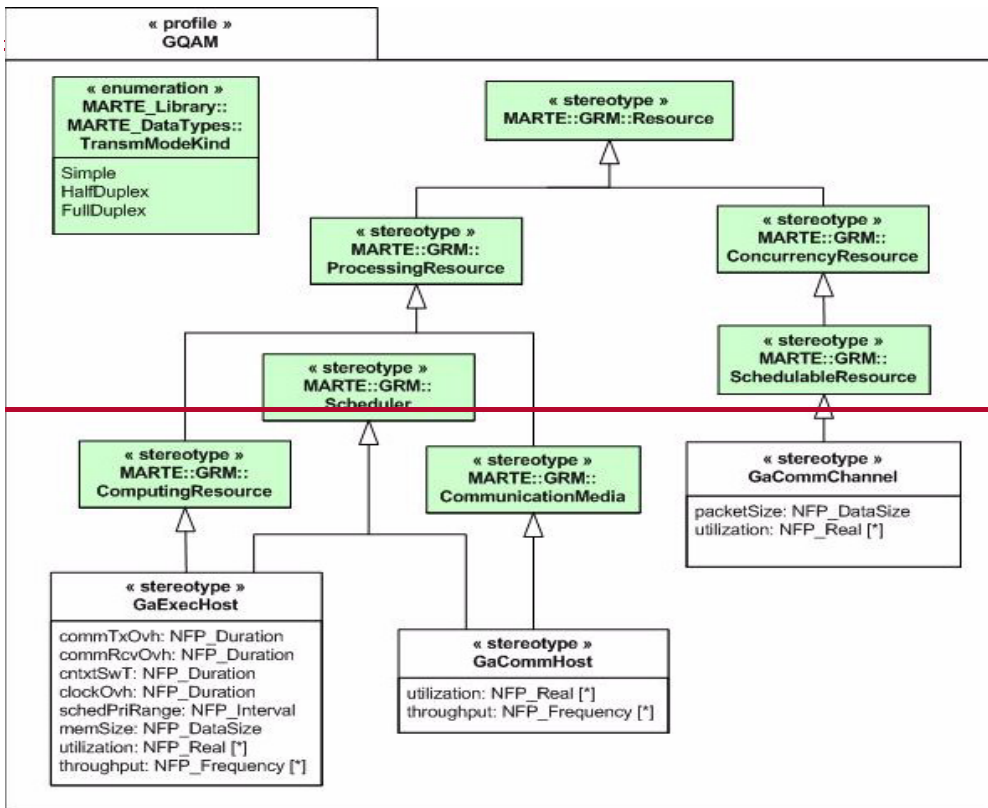 « profile »
GQAM
« enumeration »
MARTE_Library::
MARTE_DataTypes::
TransmModeKind
Simple
HalfDuplex
FullDuplex
« stereotype »
MARTE::GRM::Resource
« stereotype »
MARTE::GRM::
ProcessingResource
« stereotype »
MARTE::GRM::
ConcurrencyResource
« stereotype »
MARTE::GRM::
Scheduler
« stereotype »
MARTE::GRM::
SchedulableResource
« stereotype »
MARTE::GRM::
ComputingResource
« stereotype »
MARTE::GRM::
CommunicationMedia
« stereotype »
GaCommChannel
packetSize: NFP_DataSize
utilization: NFP_Real [*]
« stereotype »
GaExecHost
commTxOvh: NFP_Duration
commRcvOvh: NFP_Duration
cntxtSwT: NFP_Duration
clockOvh: NFP_Duration
schedPriRange: NFP_Interval
memSize: NFP_DataSize
utilization: NFP_Real [*]
throughput: NFP_Frequency [*]
« stereotype »
GaCommHost
utilization: NFP_Real [*]
throughput: NFP_Frequency [*]